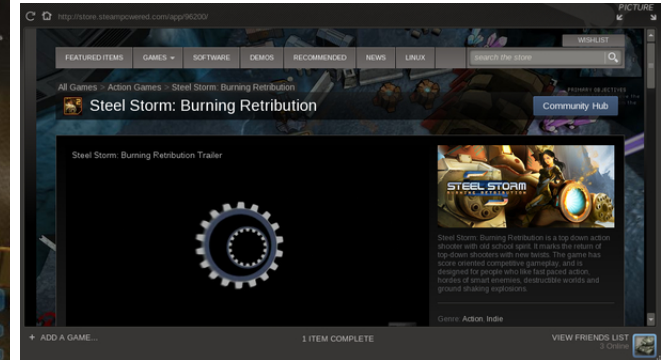 PICTURE
http://store.steampowered.com/app/96200/
WISHLIST
FEATURED ITEMS GAMES SOFTWARE DEMOS RECOMMENDED NEWS LINUX search the store
All Games > Action Games > Steel Storm: Burning Retribution
PRIMARY OBJECTIVES
Steel Storm: Burning Retribution
Community Hub
Steel Storm: Burning Retribution Trailer
STEEL STORM
BURNING RETRIBUTION
Steel Storm: Burning Retribution is a top down action
shooter with old school spirit. It marks the return of
top-down shooters with new twists. The game has
score oriented competitive gameplay, and is
designed for people who like fast paced action,
hordes of smart enemies, destructible worlds and
ground shaking explosions.
Genre: Action, Indie
+ ADD A GAME... 1 ITEM COMPLETE VIEW FRIENDS LIST
3 Online